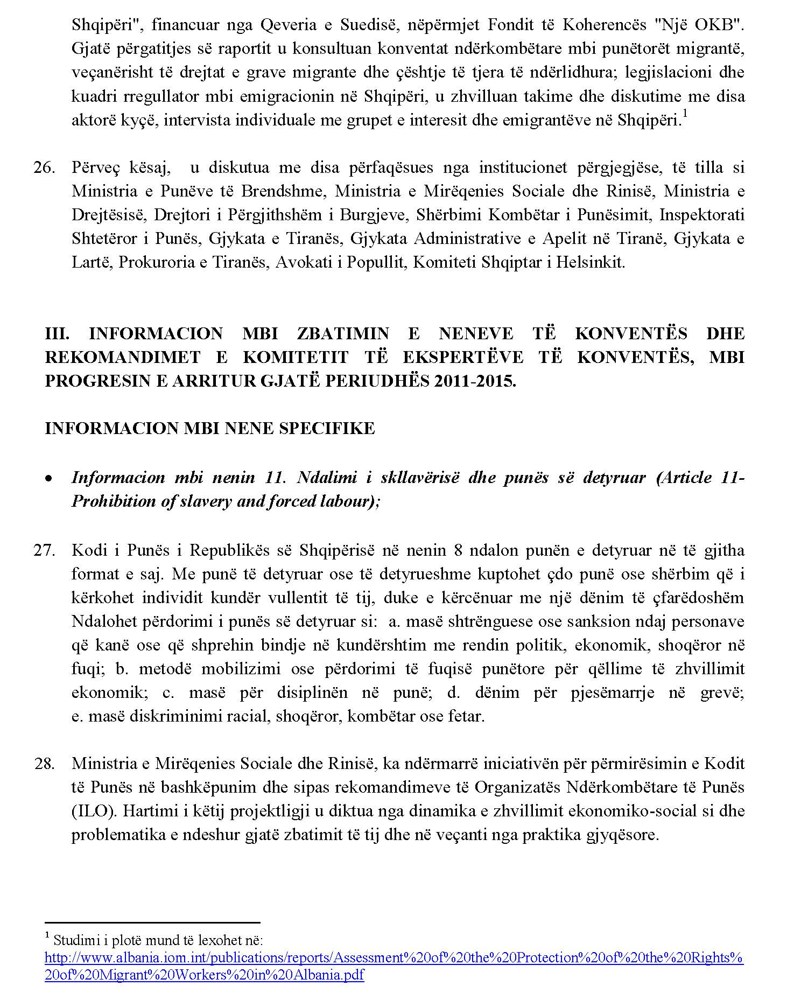 Shqipëri", financuar nga Qeveria e Suedisë, nëpërmjet Fondit të Koherencës "Një OKB".
Gjatë përgatitjes së raportit u konsultuan konventat ndërkombëtare mbi punëtorët migrantë,
veçanërisht të drejtat e grave migrante dhe çështje të tjera të ndërlidhura; legjislacioni dhe
kuadri rregullator mbi emigracionin në Shqipëri, u zhvilluan takime dhe diskutime me disa
aktorë kyçë, intervista individuale me grupet e interesit dhe emigrantëve në Shqipëri.1
26. Përveç kësaj, u diskutua me disa përfaqësues nga institucionet përgjegjëse, të tilla si
Ministria e Punëve të Brendshme, Ministria e Mirëqenies Sociale dhe Rinisë, Ministria e
Drejtësisë, Drejtori i Përgjithshëm i Burgjeve, Shërbimi Kombëtar i Punësimit, Inspektorati
Shtetëror i Punës, Gjykata e Tiranës, Gjykata Administrative e Apelit në Tiranë, Gjykata e
Lartë, Prokuroria e Tiranës, Avokati i Popullit, Komiteti Shqiptar i Helsinkit.
III. INFORMACION MBI ZBATIMIN E NENEVE TË KONVENTËS DHE
REKOMANDIMET E KOMITETIT TË EKSPERTËVE TË KONVENTËS, MBI
PROGRESIN E ARRITUR GJATË PERIUDHËS 2011-2015.
INFORMACION MBI NENE SPECIFIKE
• Informacion mbi nenin 11. Ndalimi i skllavërisë dhe punës së detyruar (Article 11-
Prohibition of slavery and forced labour);
27. Kodi i Punës i Republikës së Shqipërisë në nenin 8 ndalon punën e detyruar në të gjitha
format e saj. Me punë të detyruar ose të detyrueshme kuptohet çdo punë ose shërbim që i
kërkohet individit kundër vullentit të tij, duke e kërcënuar me një dënim të çfarëdoshëm
Ndalohet përdorimi i punës së detyruar si: a. masë shtrënguese ose sanksion ndaj personave
që kanë ose që shprehin bindje në kundërshtim me rendin politik, ekonomik, shoqëror në
fuqi; b. metodë mobilizimi ose përdorimi të fuqisë punëtore për qëllime të zhvillimit
ekonomik; c. masë për disiplinën në punë; d. dënim për pjesëmarrje në grevë;
e. masë diskriminimi racial, shoqëror, kombëtar ose fetar.
28. Ministria e Mirëqenies Sociale dhe Rinisë, ka ndërmarrë iniciativën për përmirësimin e Kodit
të Punës në bashkëpunim dhe sipas rekomandimeve të Organizatës Ndërkombëtare të Punës
(ILO). Hartimi i këtij projektligji u diktua nga dinamika e zhvillimit ekonomiko-social si dhe
problematika e ndeshur gjatë zbatimit të tij dhe në veçanti nga praktika gjyqësore.
1 Studimi i plotë mund të lexohet në:
http://www.albania.iom.int/publications/reports/Assessment%20of%20the%20Protection%20of%20the%20Rights%
20of%20Migrant%20Workers%20in%20Albania.pdf